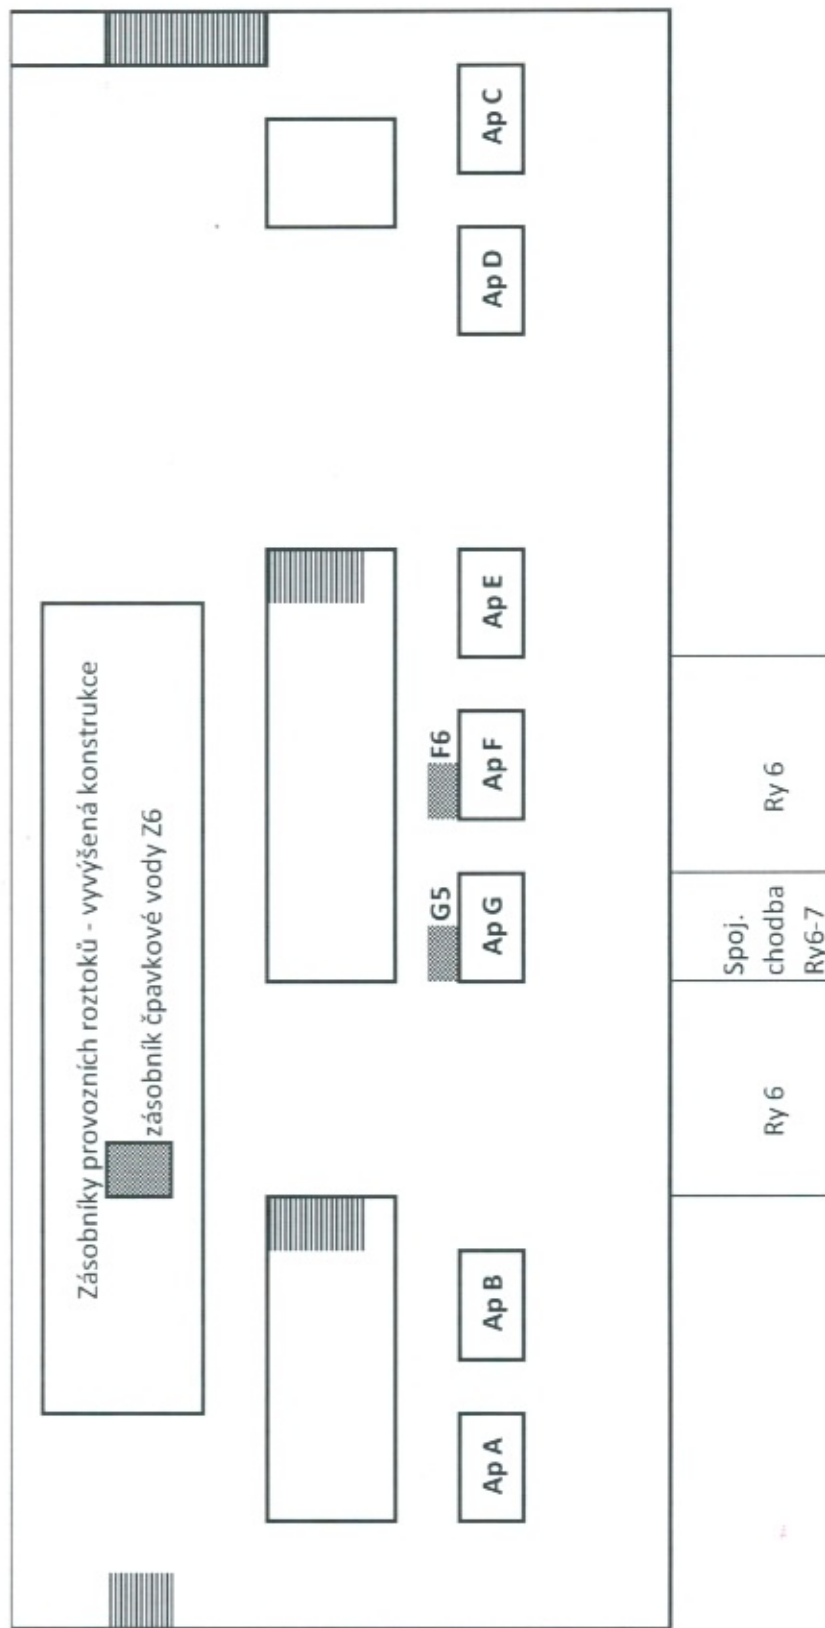 Zásobníky provozních roztoků - vyvýšená konstrukce
zásobník čpavkové vody Z6
G5
F6
Ap A
Ap B
Ap G
Ap F
Ap E
Ap D
Ap C
Ry 6
Spoj.
chodba
Ry6-7
Ry 6